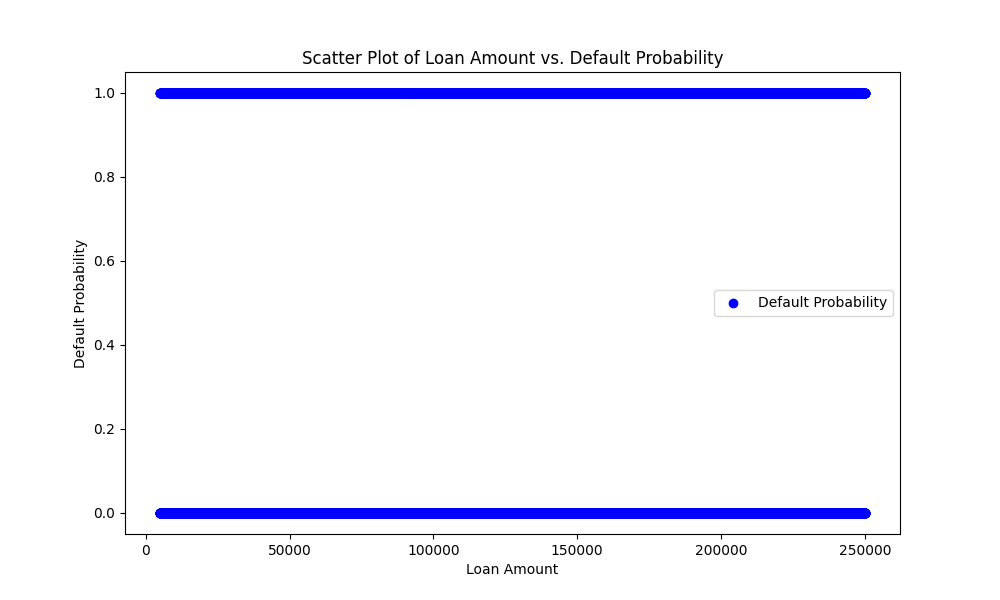 Scatter Plot of Loan Amount vs. Default Probability
1.0
0.8
0.6
0.4
0.2
0.0
Default Probability
Default Probability
0 50000 100000 150000 200000 250000
Loan Amount